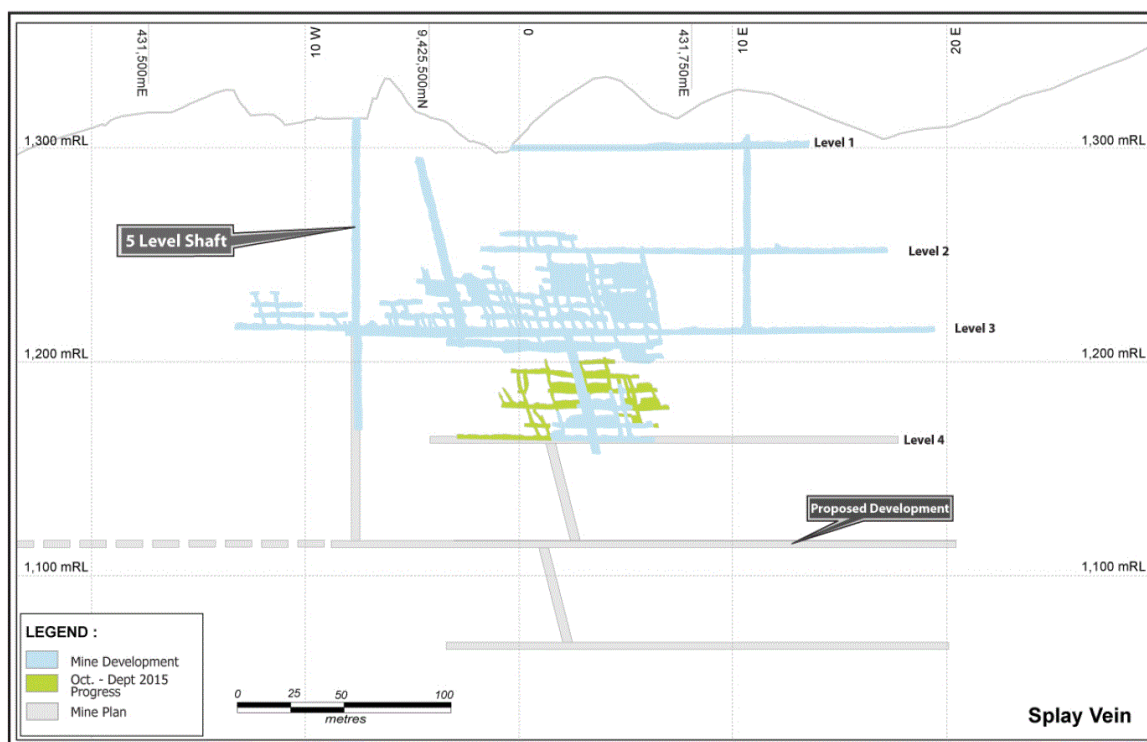 431,500mE
10 W
9,425,500mN
0
431,750mE
10 E
20 E
1,300 mRL
Level 1
1,300 mRL
5 Level Shaft
Level 2
Level 3
1,200 mRL
1,200 mRL
Level 4
Proposed Development
1,100 mRL
1,100 mRL
LEGEND :
Mine Development
Oct. - Dept 2015
Progress
Mine Plan
0 25 50 100
metres
Splay Vein